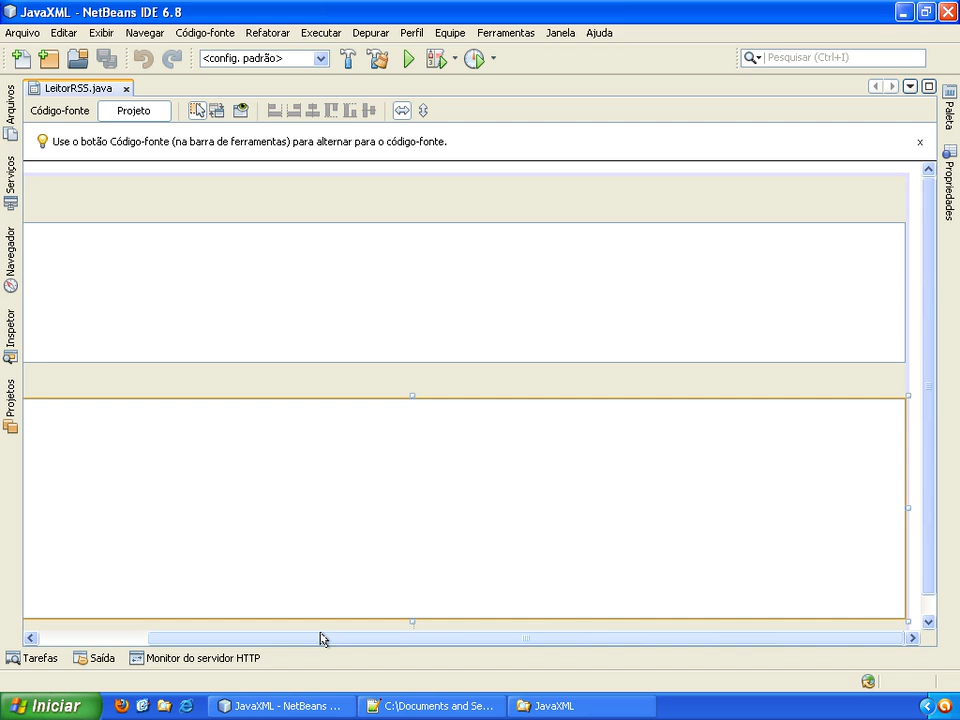 JavaXML - NetBeans IDE 6.8
Arquivo Editar Exibir Navegar Código-fonte Refatorar Executar Depurar Perfil Equipe Ferramentas Janela Ajuda
<config. padrão> Pesquisar (Ctrl+I)
LeitorRSS.java x
Código-fonte Projeto
Use o botão Código-fonte (na barra de ferramentas) para alternar para o código-fonte. x
Arquivos
Serviços
Navegador
Inspetor
Projetos
Paleta
Propriedades
Tarefas Saída Monitor do servidor HTTP
Iniciar JavaXML - NetBeans ... C:\Documents and Se... JavaXML